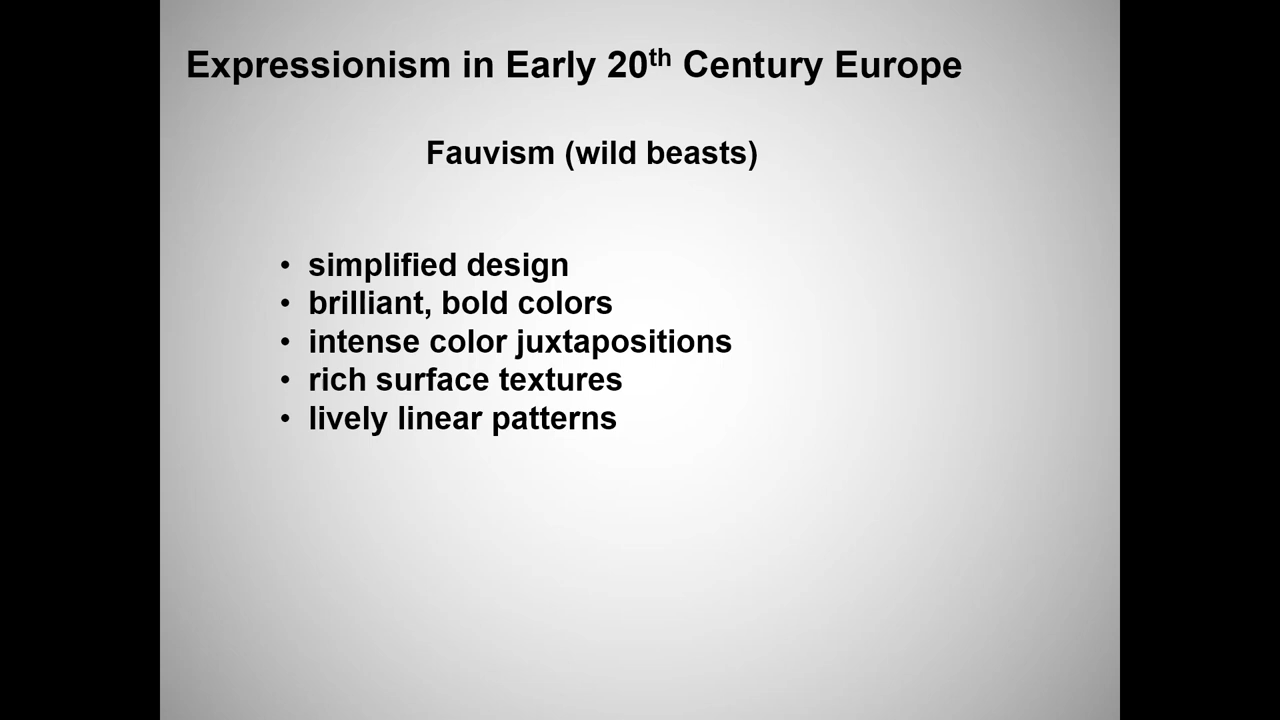 Expressionism in Early 20th Century Europe
Fauvism (wild beasts)
• simplified design
• brilliant, bold colors
• intense color juxtapositions
• rich surface textures
• lively linear patterns